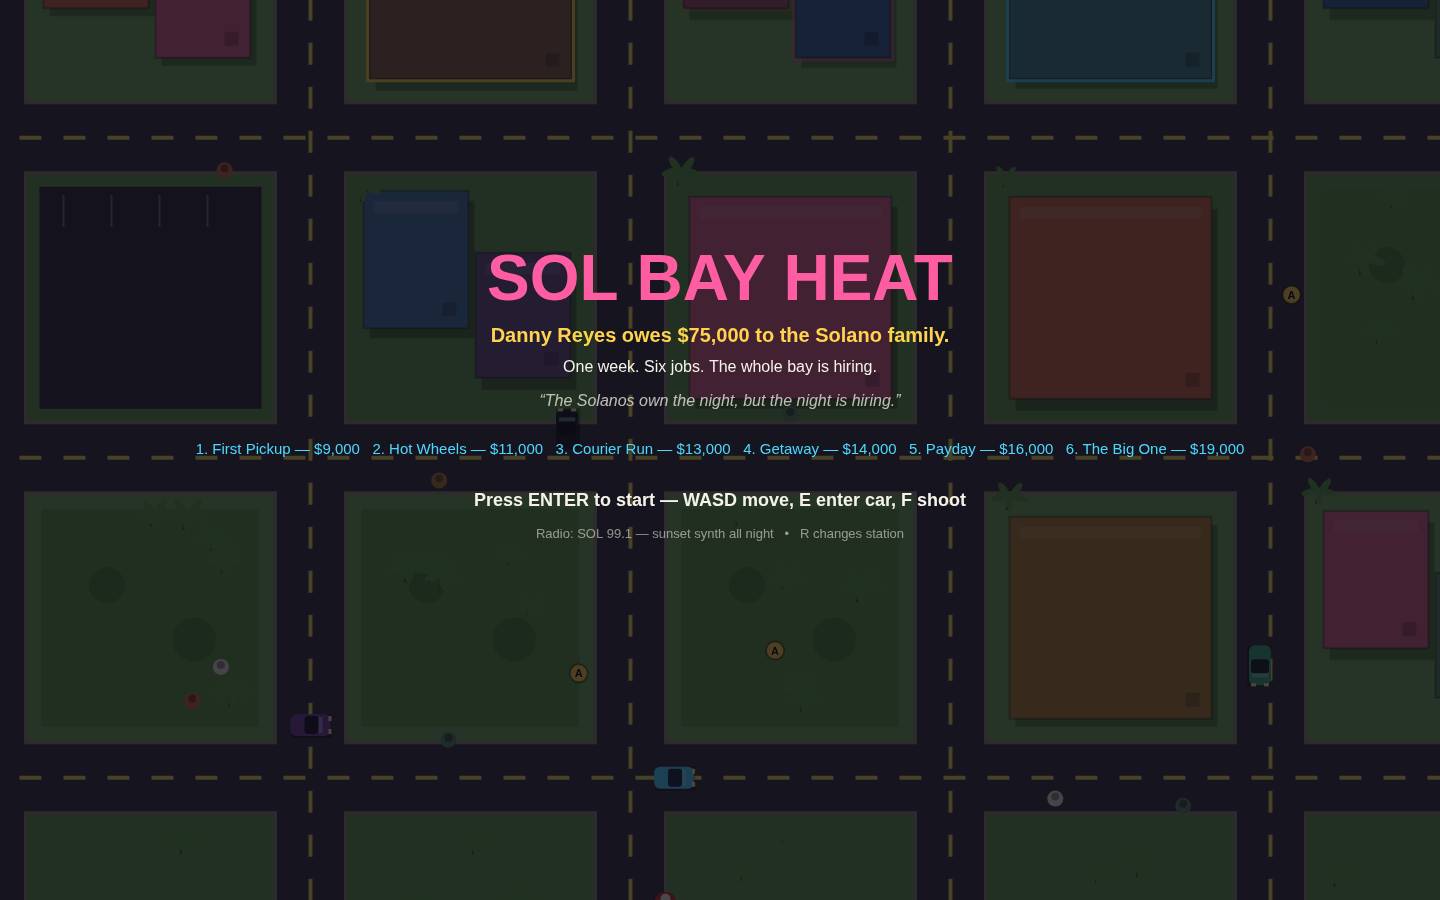 SOL BAY HEAT
Danny Reyes owes $75,000 to the Solano family.
One week. Six jobs. The whole bay is hiring.
“The Solanos own the night, but the night is hiring.”
1. First Pickup — $9,000 2. Hot Wheels — $11,000 3. Courier Run — $13,000 4. Getaway — $14,000 5. Payday — $16,000 6. The Big One — $19,000
Press ENTER to start — WASD move, E enter car, F shoot
Radio: SOL 99.1 — sunset synth all night • R changes station
A
A
A